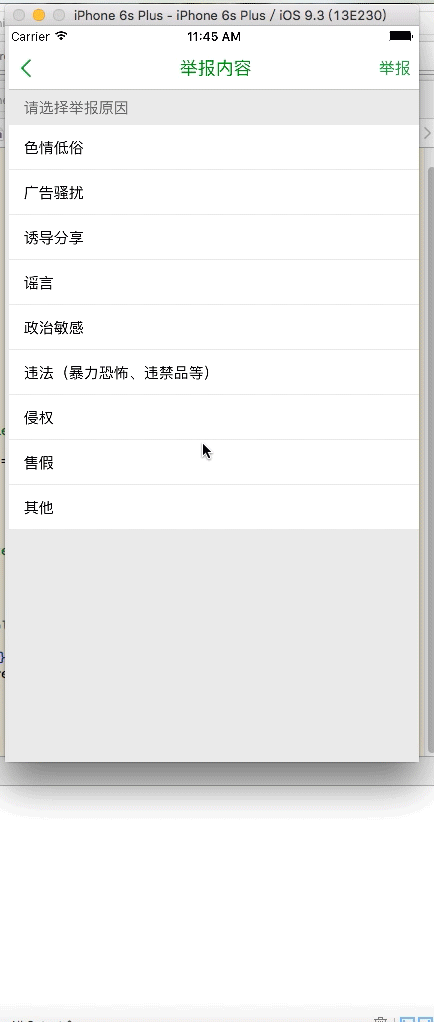 iPhone 6s Plus - iPhone 6s Plus / iOS 9.3 (13E230)
Carrier 11:45 AM
举报内容 举报
请选择举报原因
色情低俗
广告骚扰
诱导分享
谣言
政治敏感
违法（暴力恐怖、违禁品等）
侵权
售假
其他